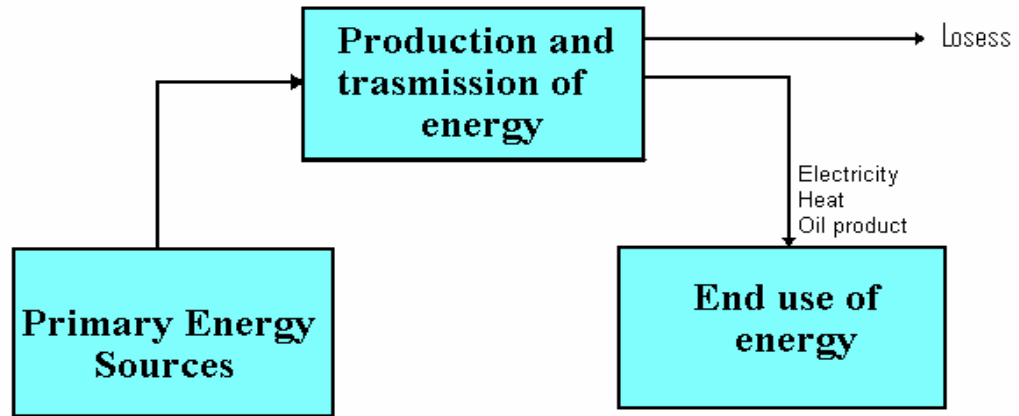 Production and
trasmission of
energy
Losess
Electricity
Heat
Oil product
Primary Energy
Sources
End use of
energy